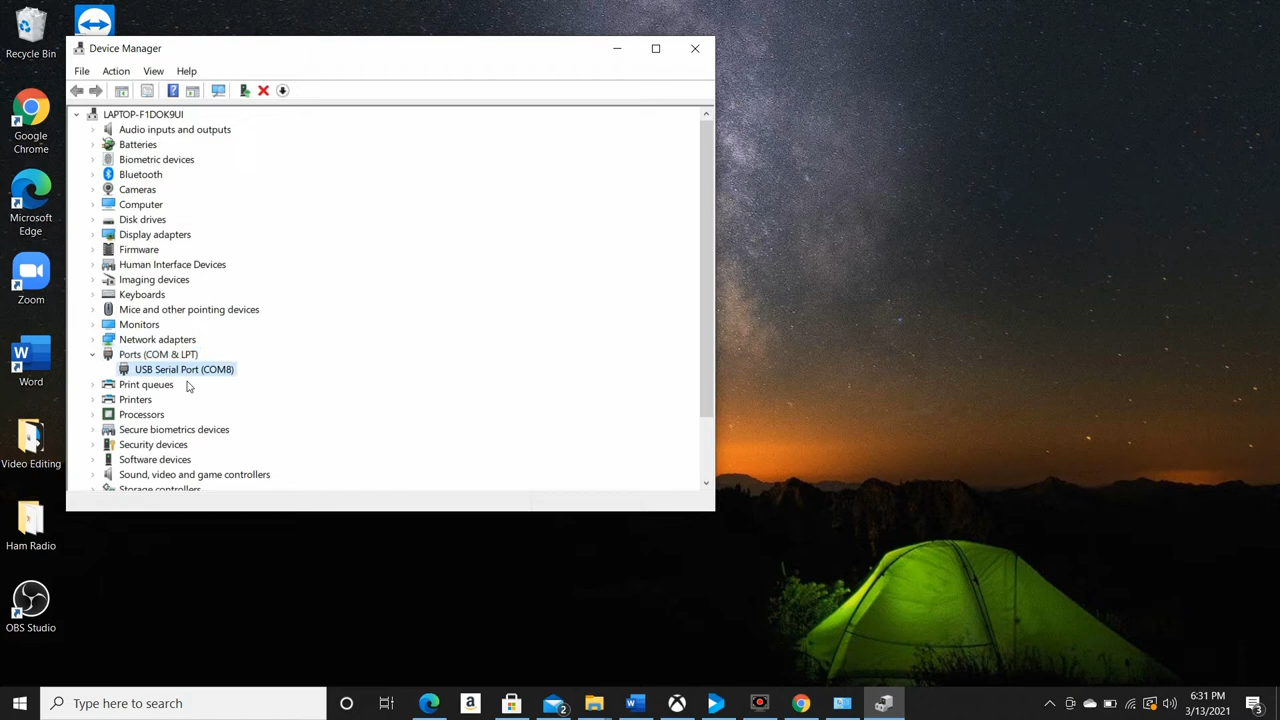 Device Manager
File Action View Help
LAPTOP-F1DOK9UI
Audio inputs and outputs
Batteries
Biometric devices
Bluetooth
Cameras
Computer
Disk drives
Display adapters
Firmware
Human Interface Devices
Imaging devices
Keyboards
Mice and other pointing devices
Monitors
Network adapters
Ports (COM & LPT)
USB Serial Port (COM8)
Print queues
Printers
Processors
Secure biometrics devices
Security devices
Software devices
Sound, video and game controllers
Storage controllers
Recycle Bin
Google
Chrome
Microsoft
Edge
Zoom
Word
Video Editing
Ham Radio
OBS Studio
Type here to search
2
6:31 PM
3/13/2021
3